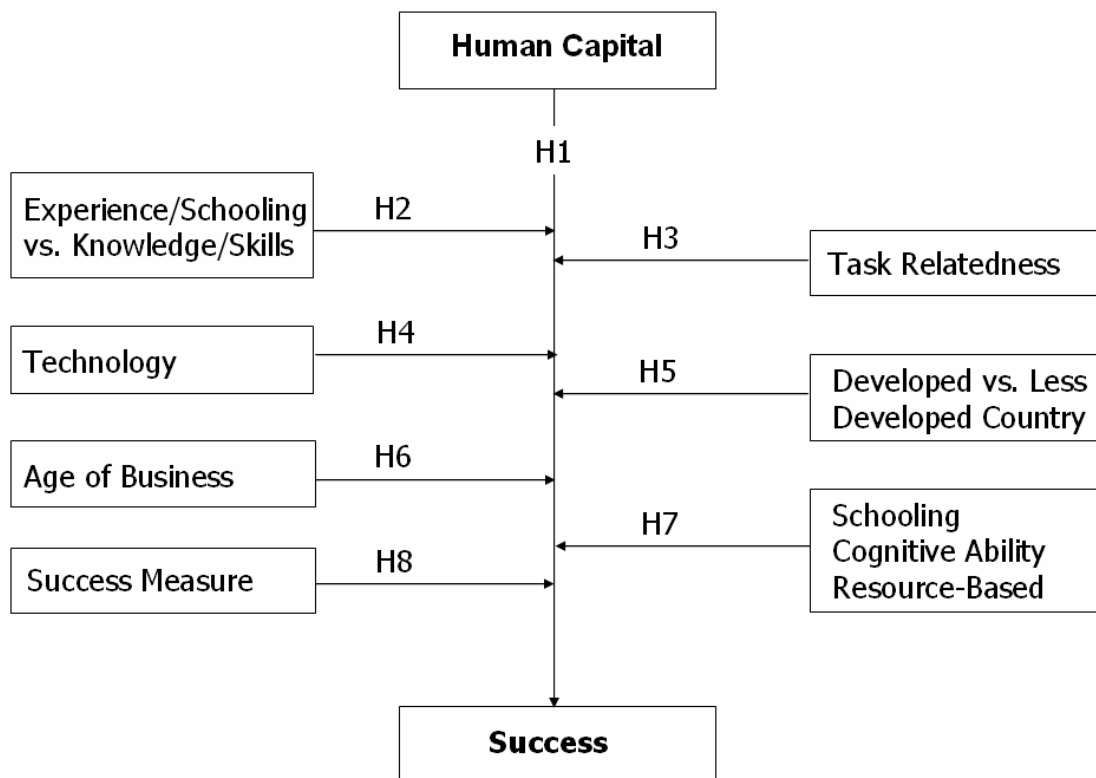 Human Capital
H1
Experience/Schooling
vs. Knowledge/Skills
H2
H3
Task Relatedness
Technology
H4
H5
Developed vs. Less
Developed Country
Age of Business
H6
H7
Schooling
Cognitive Ability
Resource-Based
Success Measure
H8
Success